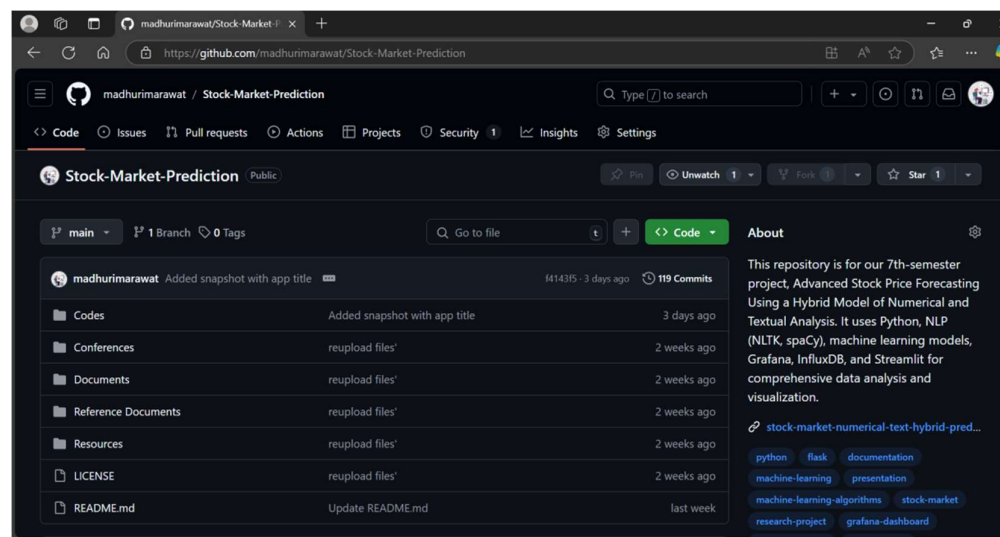 madhurimarawat/Stock-Market-P
https://github.com/madhurimarawat/Stock-Market-Prediction
madhurimarawat / Stock-Market-Prediction
Type / to search
Code Issues Pull requests Actions Projects Security 1 Insights Settings
Stock-Market-Prediction Public
Pin Unwatch 1 Fork 1 Star 1
main 1 Branch 0 Tags Go to file t Code
madhurimarawat Added snapshot with app title f4143f5 · 3 days ago 119 Commits
Codes Added snapshot with app title 3 days ago
Conferences reupload files' 2 weeks ago
Documents reupload files' 2 weeks ago
Reference Documents reupload files' 2 weeks ago
Resources reupload files' 2 weeks ago
LICENSE reupload files' 2 weeks ago
README.md Update README.md last week
About
This repository is for our 7th-semester
project, Advanced Stock Price Forecasting
Using a Hybrid Model of Numerical and
Textual Analysis. It uses Python, NLP
(NLTK, spaCy), machine learning models,
Grafana, InfluxDB, and Streamlit for
comprehensive data analysis and
visualization.
stock-market-numerical-text-hybrid-pred...
python flask documentation
machine-learning presentation
machine-learning-algorithms stock-market
research-project grafana-dashboard